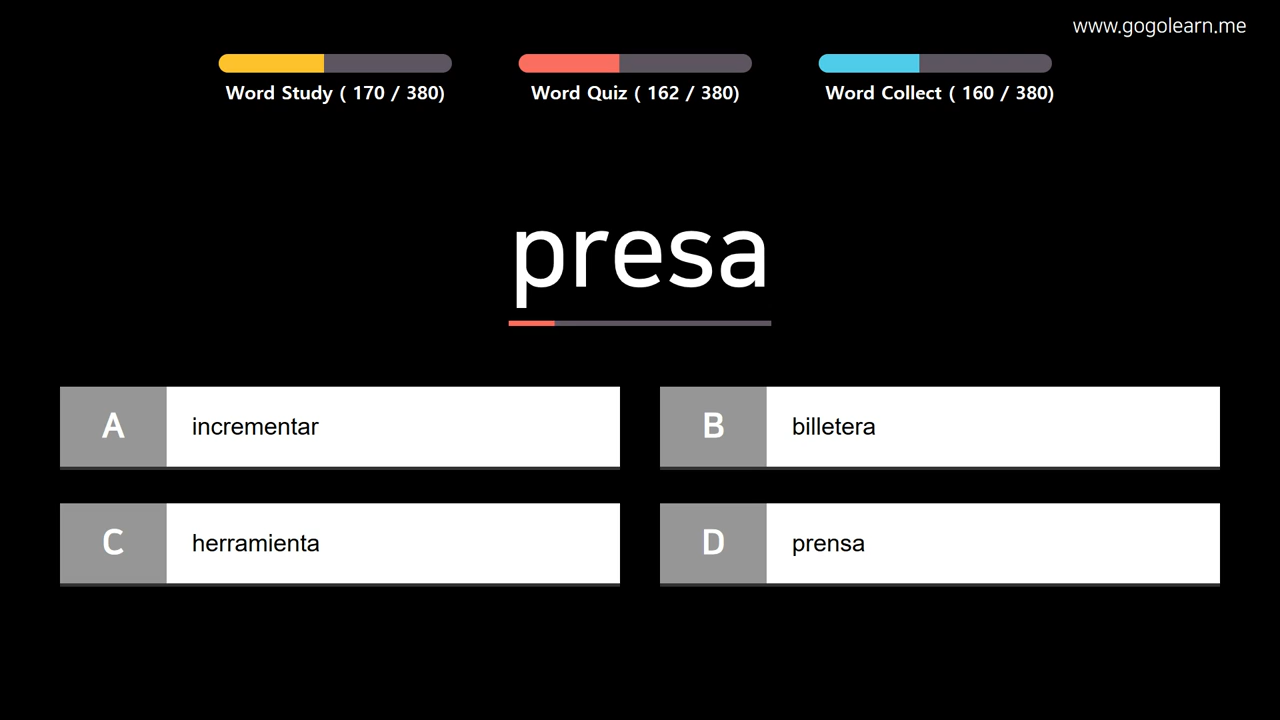 www.gogolearn.me
Word Study ( 170 / 380)
Word Quiz ( 162 / 380)
Word Collect ( 160 / 380)
presa
A incrementar
B billetera
C herramienta
D prensa